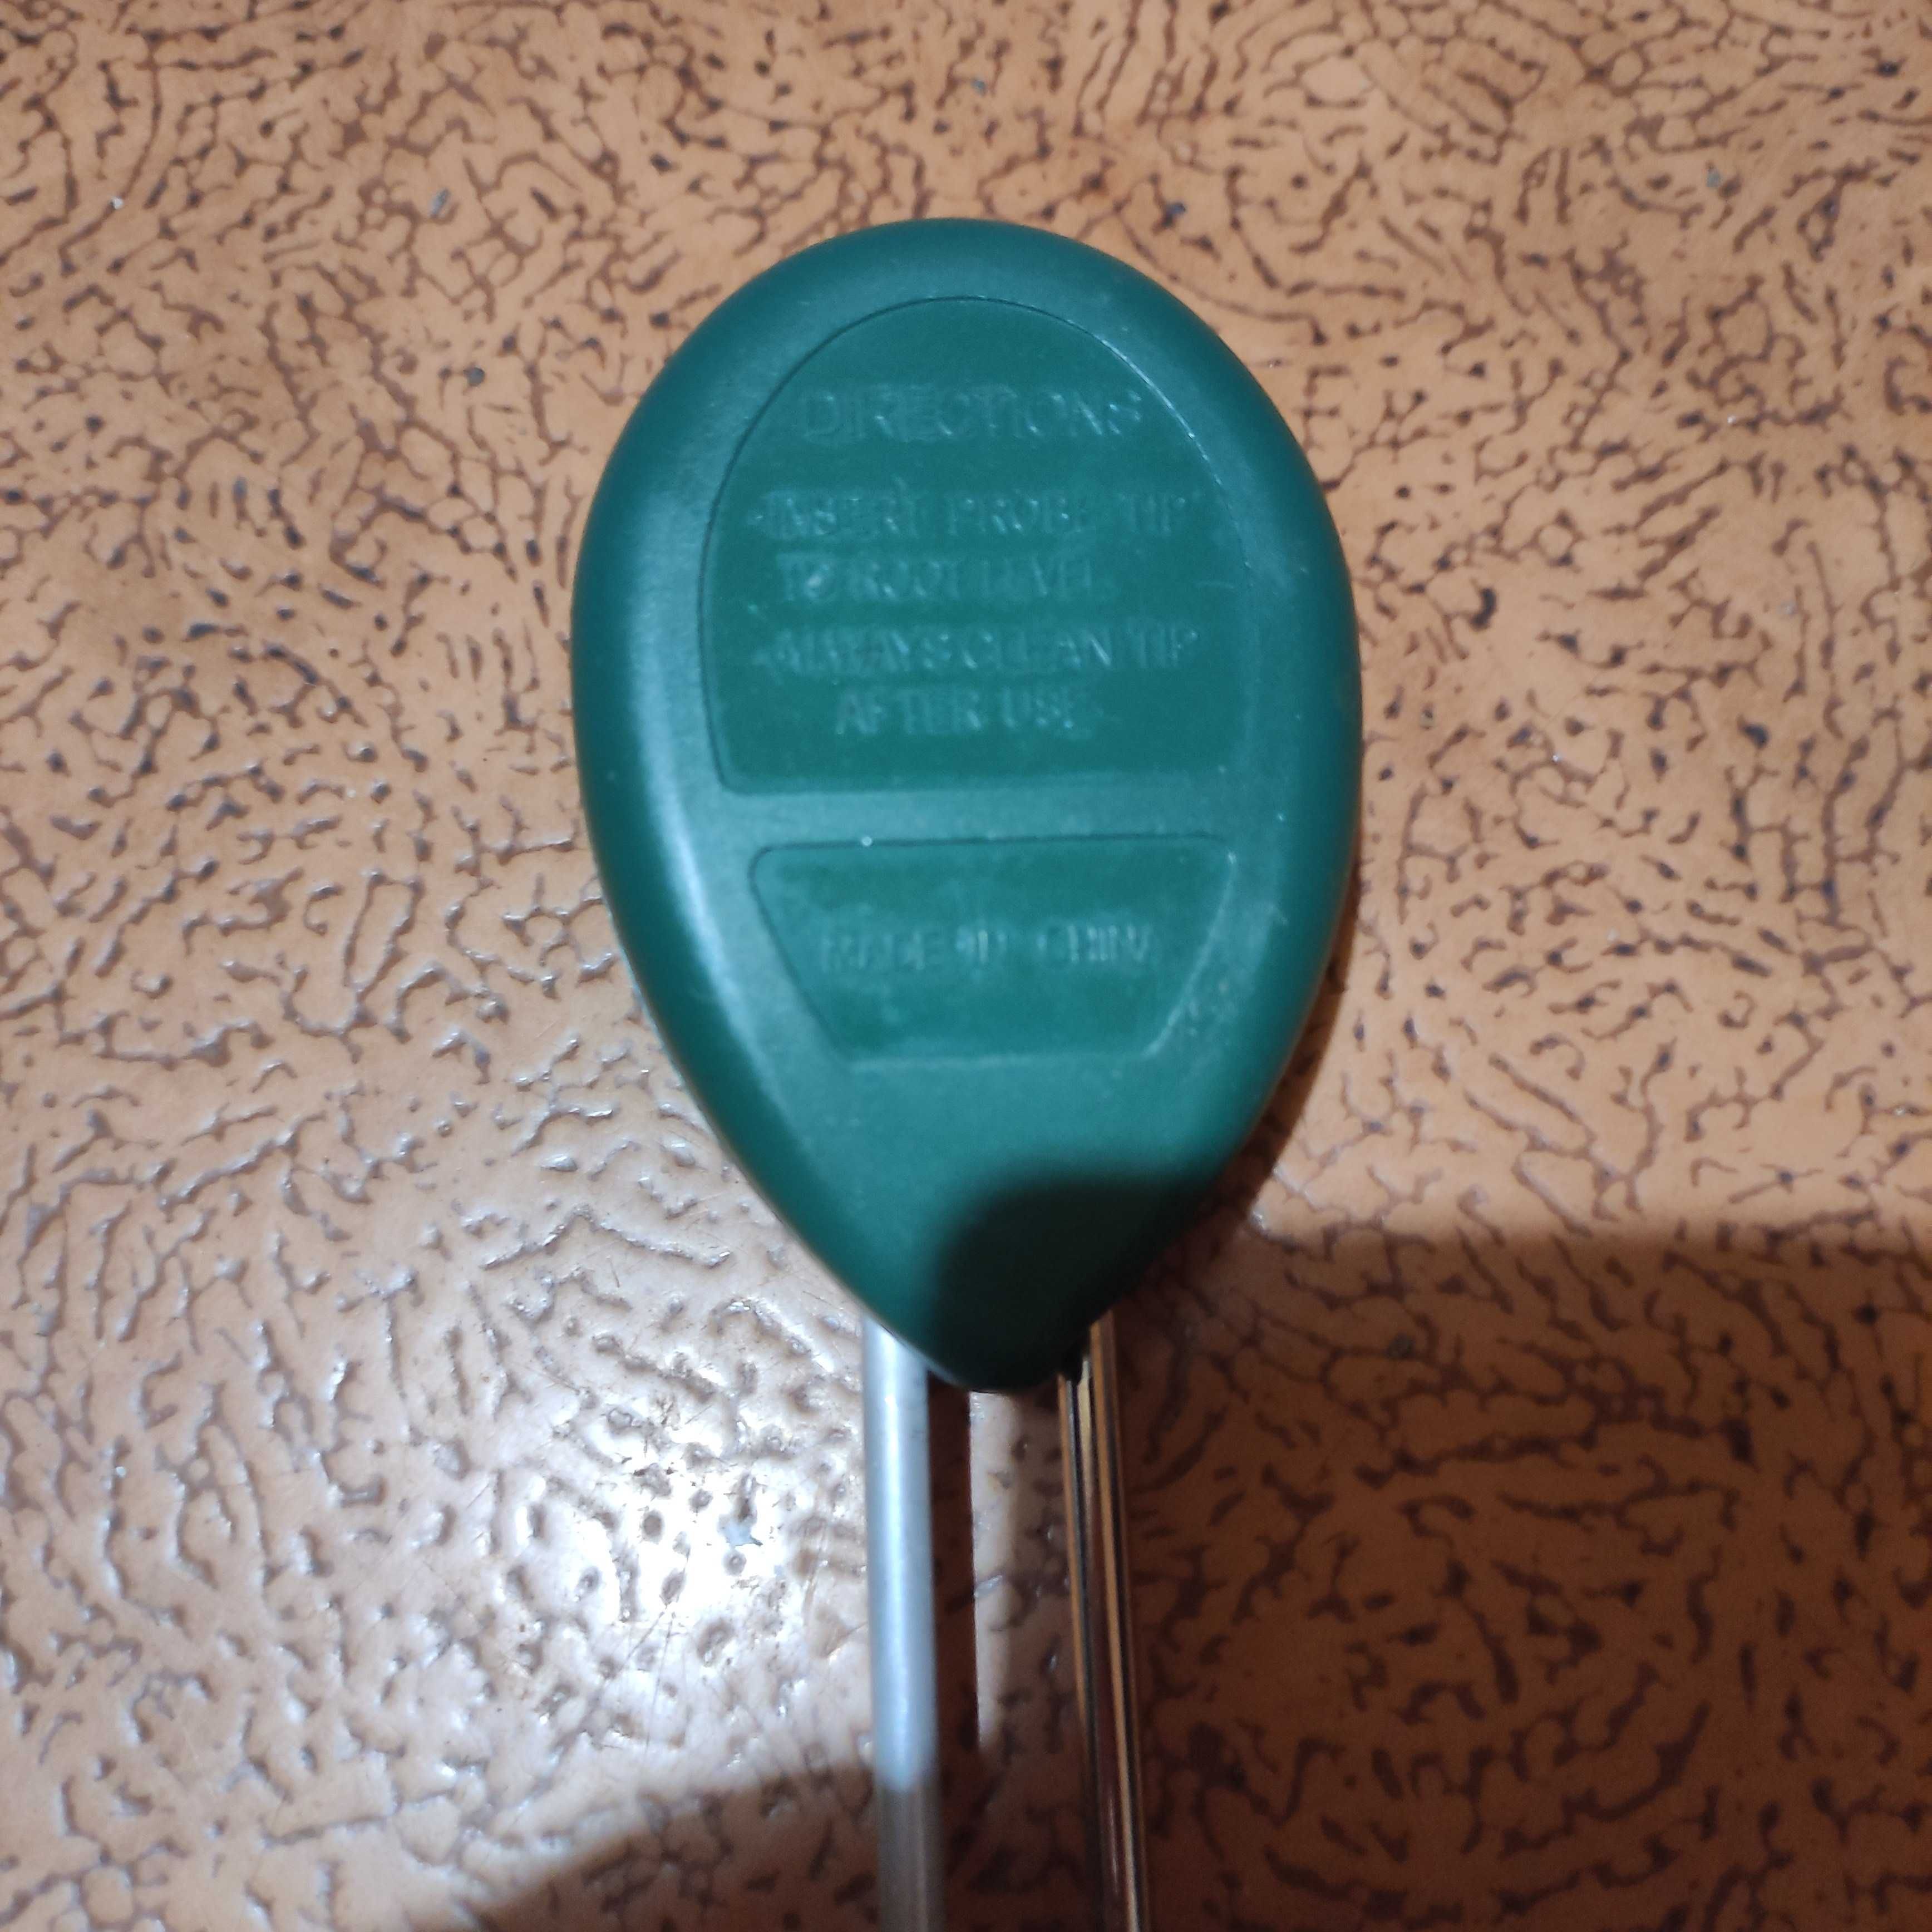 DIRECTIONS
•INSERT PROBE TIP
TO ROOT LEVEL
•ALWAYS CLEAN TIP
AFTER USE
MADE IN CHINA